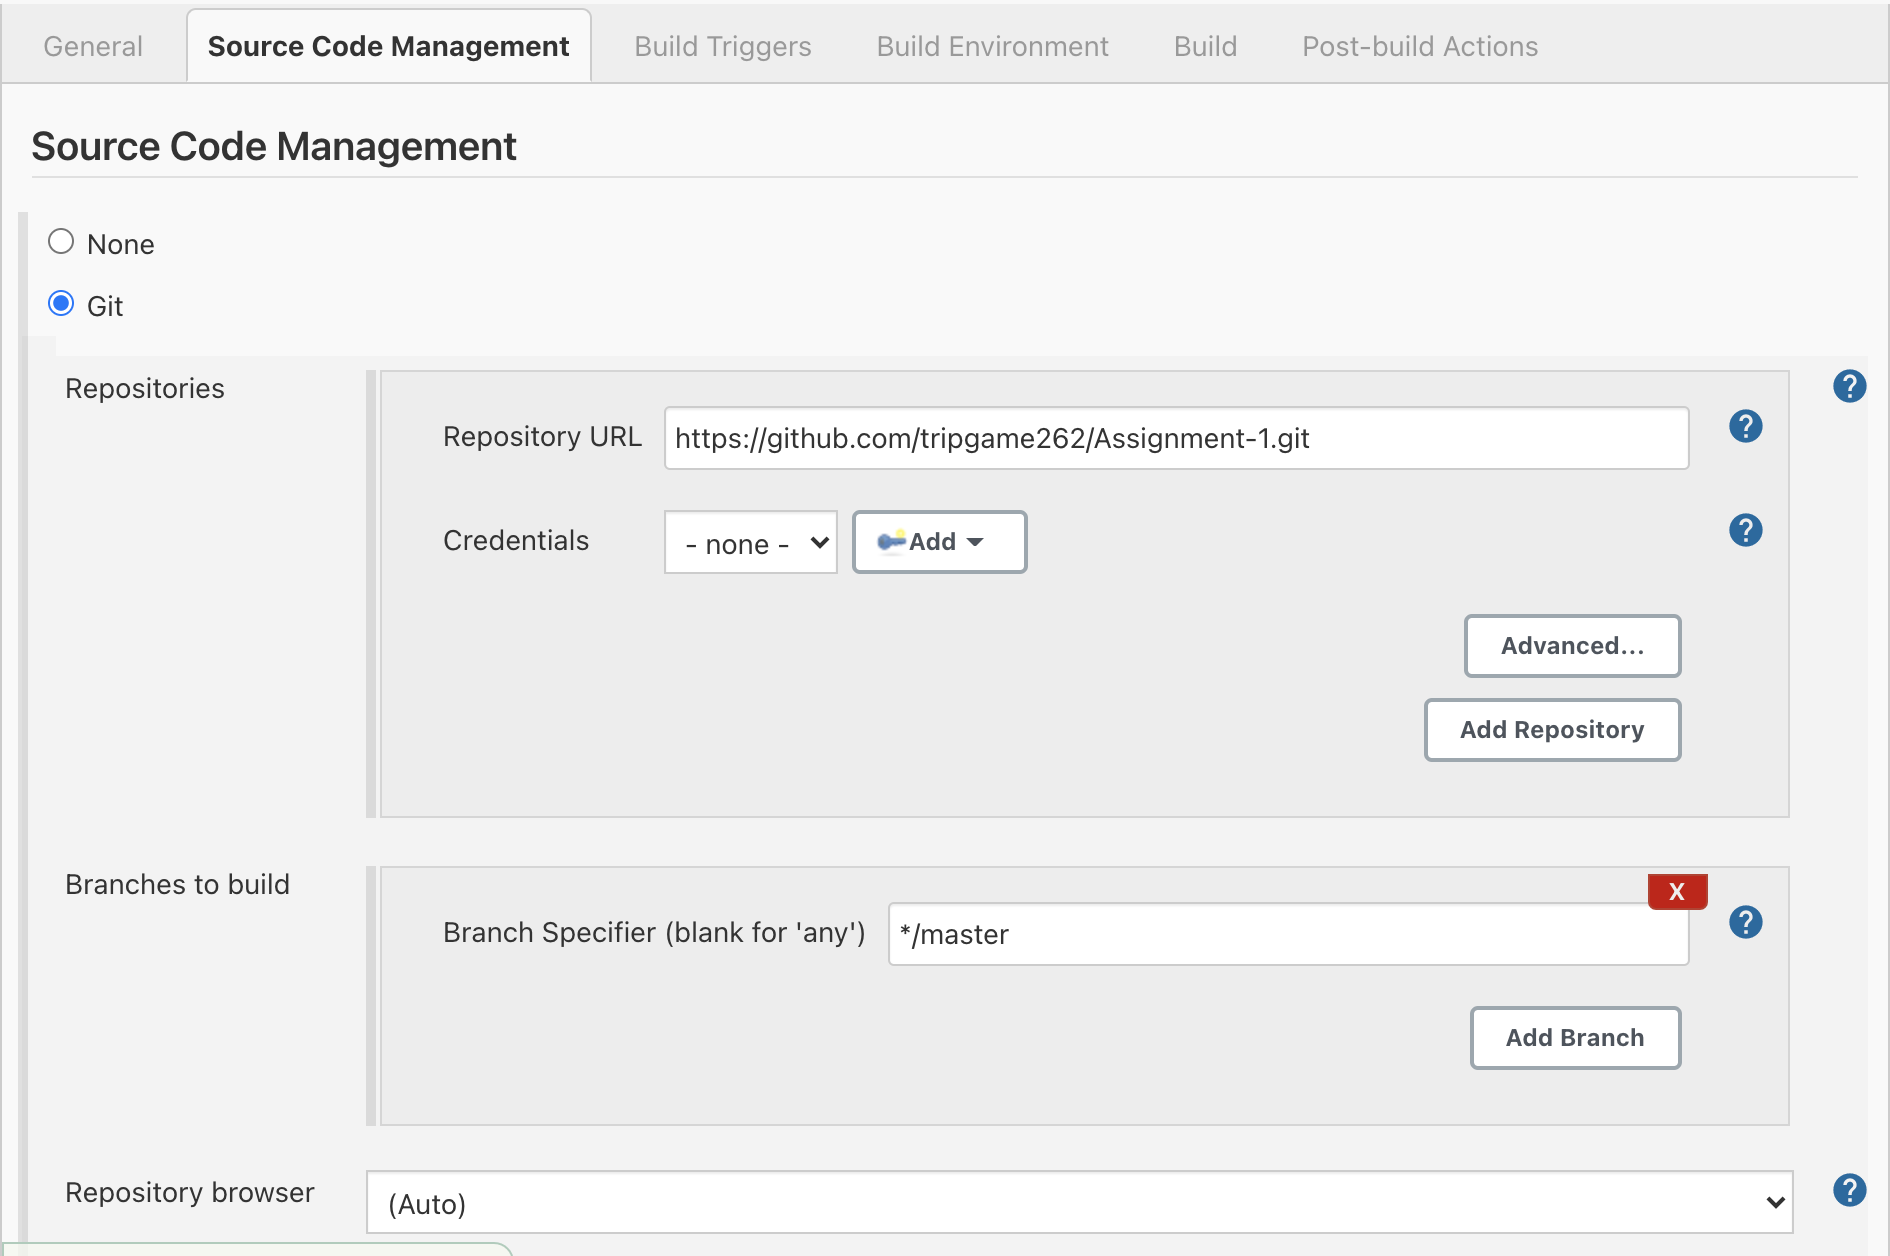 General Source Code Management Build Triggers Build Environment Build Post-build Actions
Source Code Management
None
Git
Repositories
?
Repository URL https://github.com/tripgame262/Assignment-1.git ?
Credentials - none - Add ?
Advanced...
Add Repository
Branches to build
X
Branch Specifier (blank for 'any') */master ?
Add Branch
Repository browser (Auto) ?